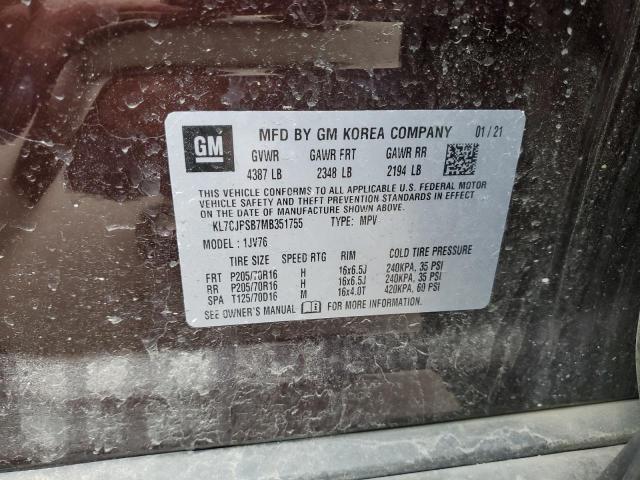 GM MFD BY GM KOREA COMPANY 01/21
GVWR GAWR FRT GAWR RR
4387 LB 2348 LB 2194 LB
THIS VEHICLE CONFORMS TO ALL APPLICABLE U.S. FEDERAL MOTOR
VEHICLE SAFETY AND THEFT PREVENTION STANDARDS IN EFFECT
ON THE DATE OF MANUFACTURE SHOWN ABOVE.
KL7CJPSB7MB351755 TYPE: MPV
MODEL : 1JV76
TIRE SIZE SPEED RTG RIM COLD TIRE PRESSURE
FRT P205/70R16 H 16x6.5J 240KPA, 35 PSI
RR P205/70R16 H 16x6.5J 240KPA, 35 PSI
SPA T125/70D16 M 16x4.0T 420KPA, 60 PSI
SEE OWNER'S MANUAL FOR MORE INFORMATION.